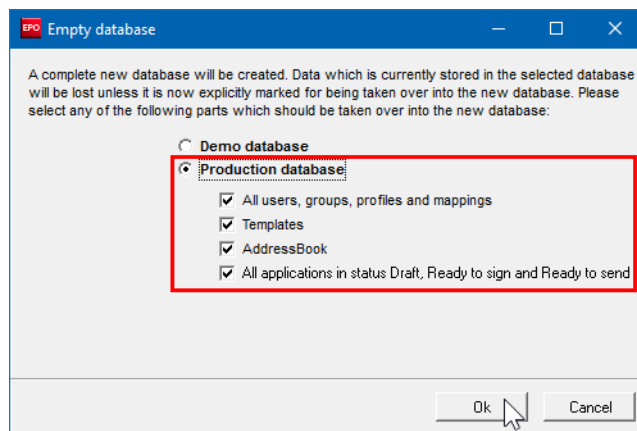 EPO Empty database
A complete new database will be created. Data which is currently stored in the selected database
will be lost unless it is now explicitly marked for being taken over into the new database. Please
select any of the following parts which should be taken over into the new database:
Demo database
Production database
All users, groups, profiles and mappings
Templates
AddressBook
All applications in status Draft, Ready to sign and Ready to send
Ok Cancel